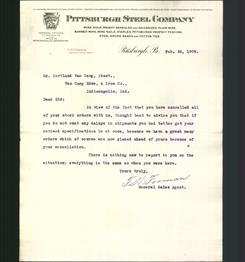 PITTSBURGH STEEL COMPANY
Pittsburgh, Pa. Feb. 26, 1909.
Mr. Cortland Van Camp, Prest.,
Van Camp Hdwe. & Iron Co.,
Indianapolis, Ind.
Dear Sir:
In view of the fact that you have cancelled all
of your stock orders with us, thought best to advise you that if
you do not want any delays in shipments you had better get your
revised specifications in at once, because we have a great many
orders which of course are now placed ahead of yours because of
your cancellation.
There is nothing new to report to you on the
situation; everything is the same as when you were here.
Yours truly,
General Sales Agent.